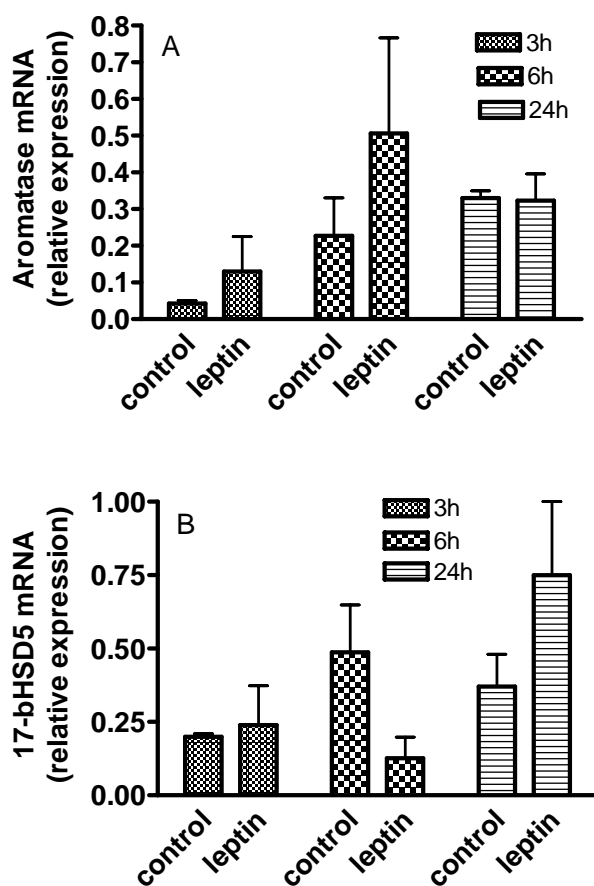 A
3h
6h
24h
Aromatase mRNA
(relative expression)
0.8
0.7
0.6
0.5
0.4
0.3
0.2
0.1
0.0
control
leptin
control
leptin
control
leptin
B
3h
6h
24h
17-bHSD5 mRNA
(relative expression)
1.00
0.75
0.50
0.25
0.00
control
leptin
control
leptin
control
leptin